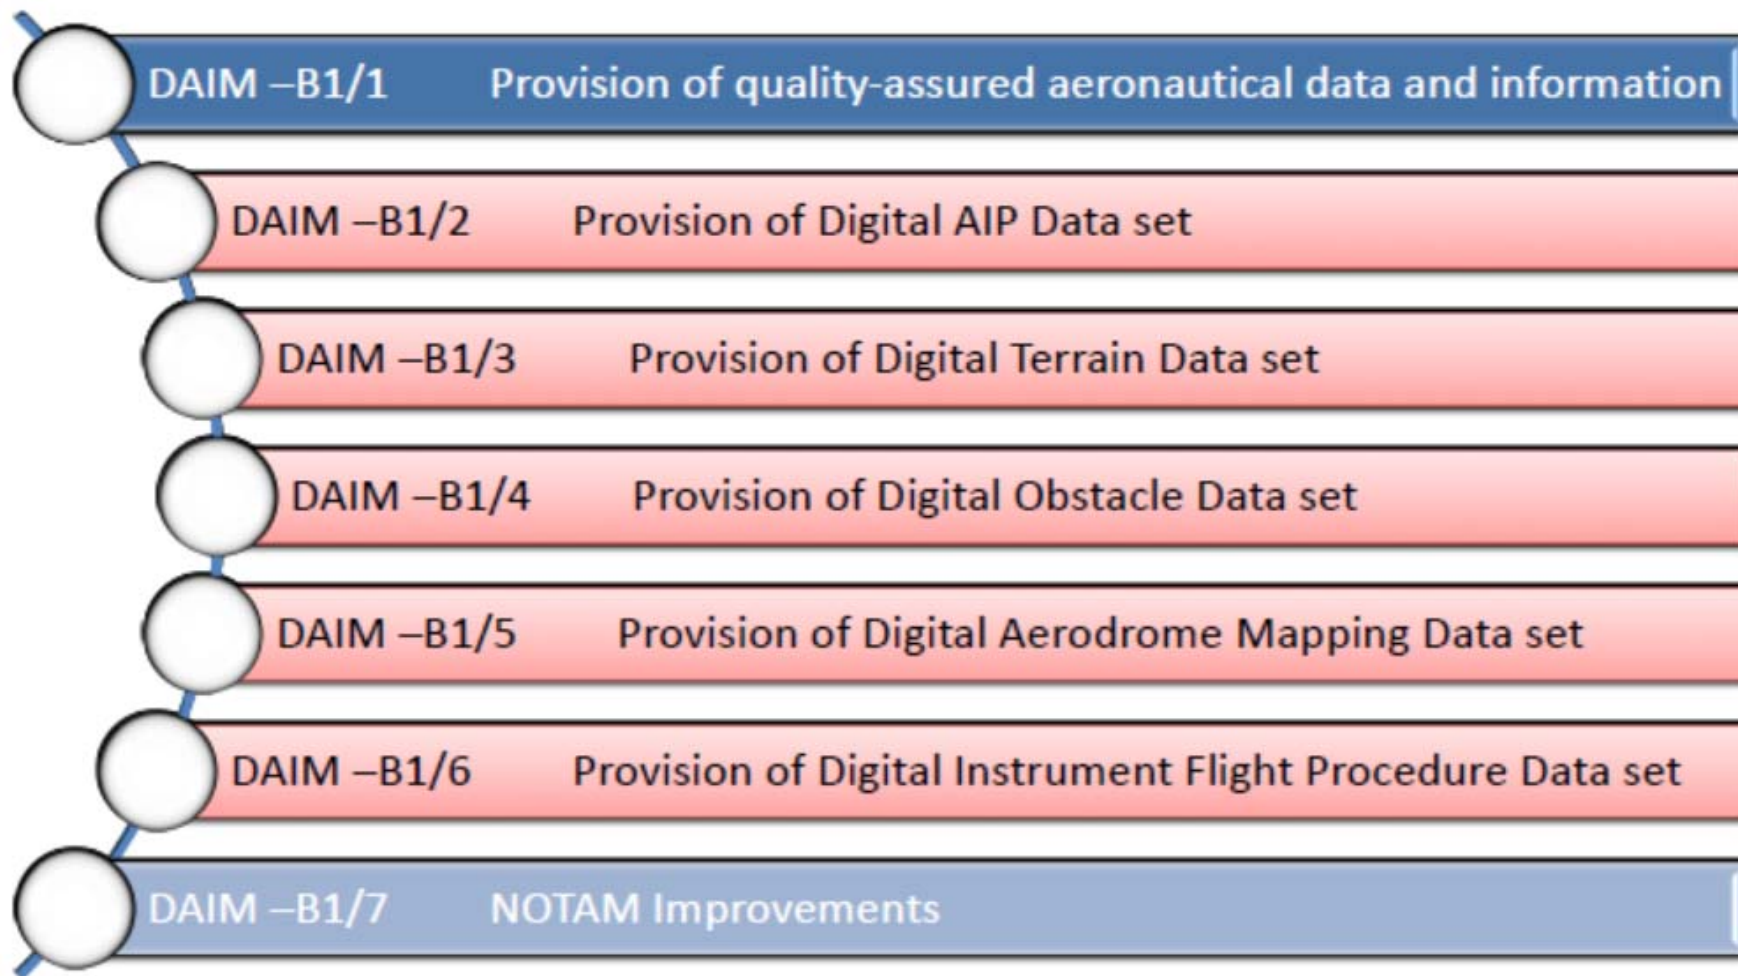 DAIM –B1/1 Provision of quality-assured aeronautical data and information
DAIM –B1/2 Provision of Digital AIP Data set
DAIM –B1/3 Provision of Digital Terrain Data set
DAIM –B1/4 Provision of Digital Obstacle Data set
DAIM –B1/5 Provision of Digital Aerodrome Mapping Data set
DAIM –B1/6 Provision of Digital Instrument Flight Procedure Data set
DAIM –B1/7 NOTAM Improvements